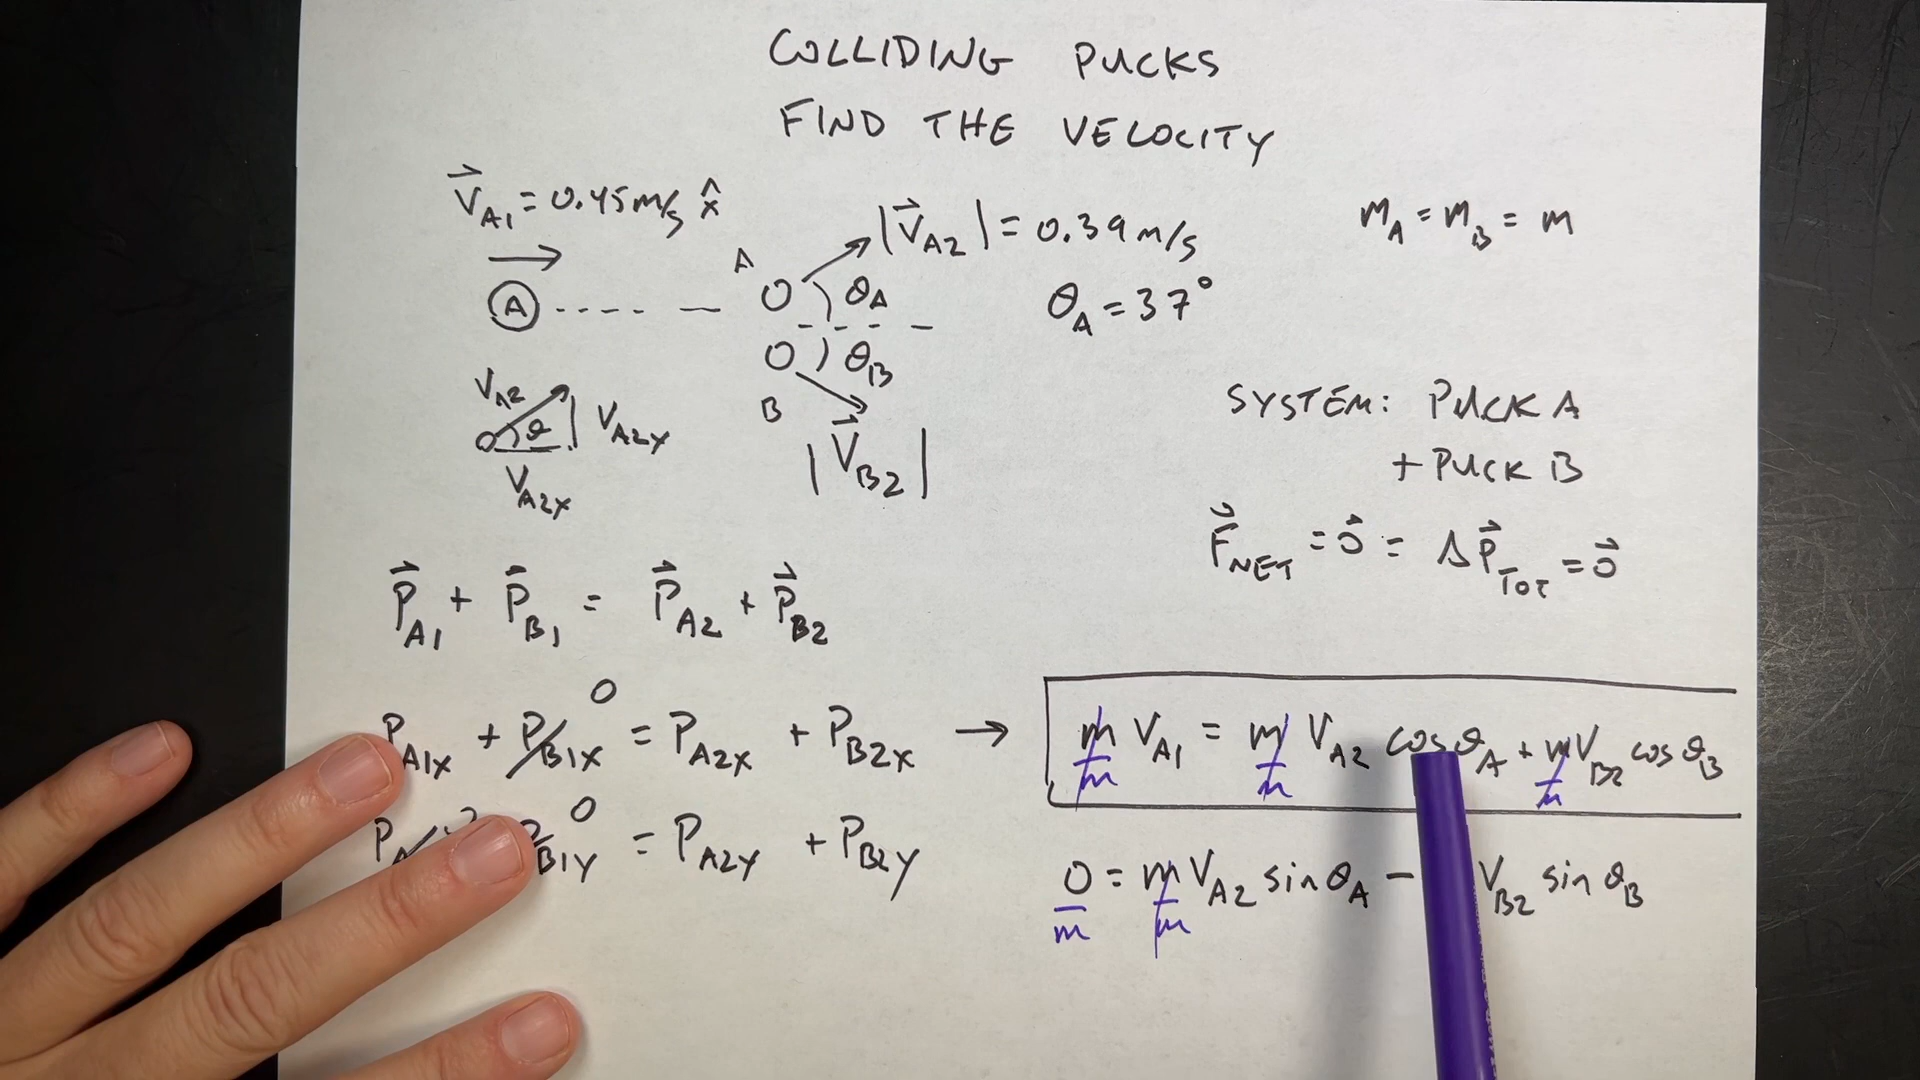 COLLIDING PUCKS
FIND THE VELOCITY
V⃗A1 = 0.45 m/s x̂
|V⃗A2| = 0.39 m/s
mA = mB = m
A
A
θA
θA = 37°
θB
B
|V⃗B2|
VA2
θ
VA2Y
VA2X
SYSTEM: PUCK A
+ PUCK B
F⃗NET = 0⃗ = ΔP⃗TOT = 0⃗
P⃗A1 + P⃗B1 = P⃗A2 + P⃗B2
0
PA1X + PB1X = PA2X + PB2X → m/m VA1 = m/m VA2 cos θA + m/m VB2 cos θB
0
B1Y = PA2Y + PB2Y
0/m = m/m VA2 sin θA - VB2 sin θB